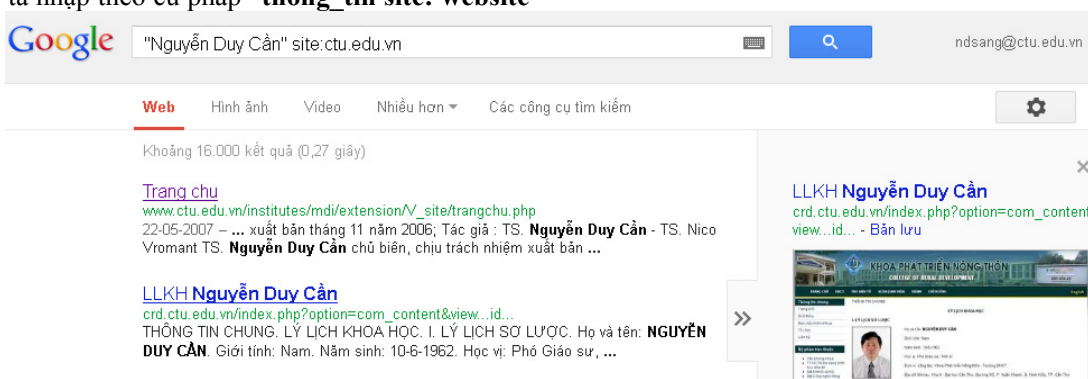 ta nhập theo cú pháp "thông_tin site: website"
Google
"Nguyễn Duy Cần" site:ctu.edu.vn
ndsang@ctu.edu.vn
Web Hình ảnh Video Nhiều hơn Các công cụ tìm kiếm
Khoảng 16.000 kết quả (0,27 giây)
Trang chu
www.ctu.edu.vn/institutes/mdi/extension/V_site/trangchu.php
22-05-2007 – ... xuất bản tháng 11 năm 2006; Tác giả : TS. Nguyễn Duy Cần - TS. Nico
Vromant TS. Nguyễn Duy Cần chủ biên, chịu trách nhiệm xuất bản ...
LLKH Nguyễn Duy Cần
crd.ctu.edu.vn/index.php?option=com_content&view...id...
THÔNG TIN CHUNG. LÝ LỊCH KHOA HỌC. I. LÝ LỊCH SƠ LƯỢC. Họ và tên: NGUYỄN
DUY CẦN. Giới tính: Nam. Năm sinh: 10-6-1962. Học vị: Phó Giáo sư, ...
LLKH Nguyễn Duy Cần
crd.ctu.edu.vn/index.php?option=com_content
view...id... - Bản lưu
KHOA PHÁT TRIỂN NÔNG THÔN
COLLEGE OF RURAL DEVELOPMENT
LÝ LỊCH KHOA HỌC